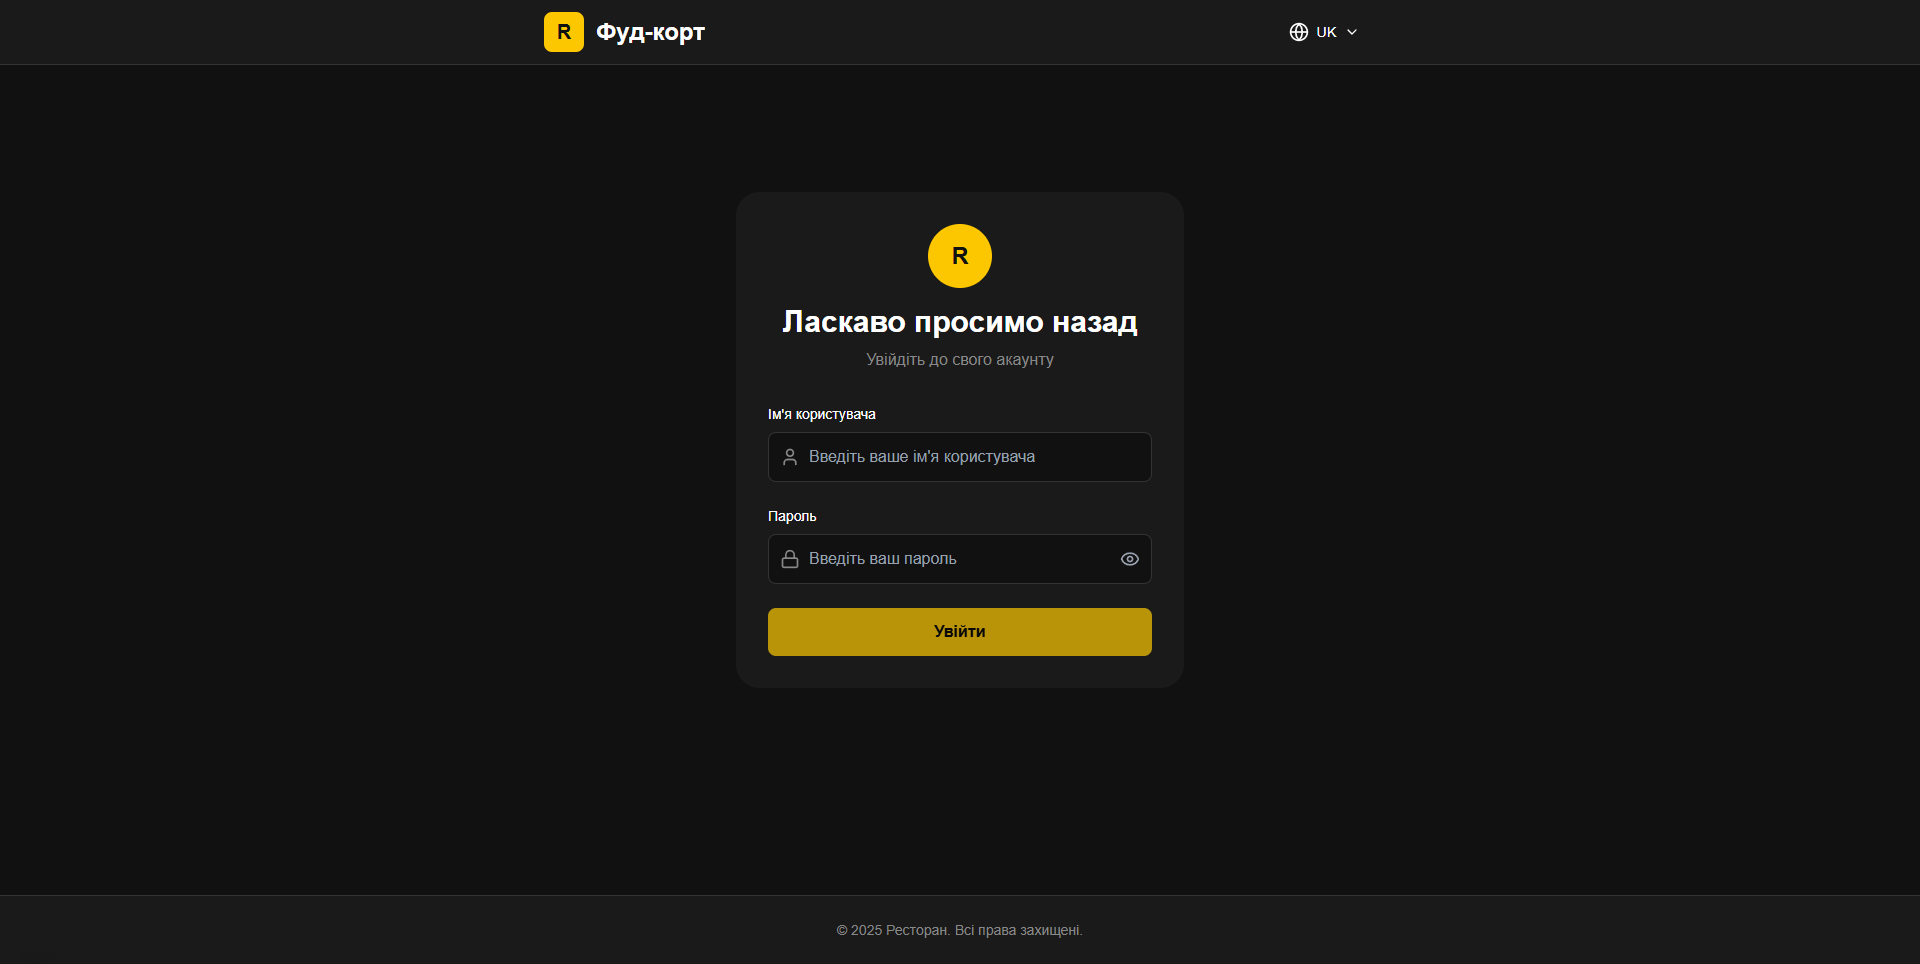 R
Фуд-корт
UK
R
Ласкаво просимо назад
Увійдіть до свого акаунту
Ім'я користувача
Введіть ваше ім'я користувача
Пароль
Введіть ваш пароль
Увійти
© 2025 Ресторан. Всі права захищені.